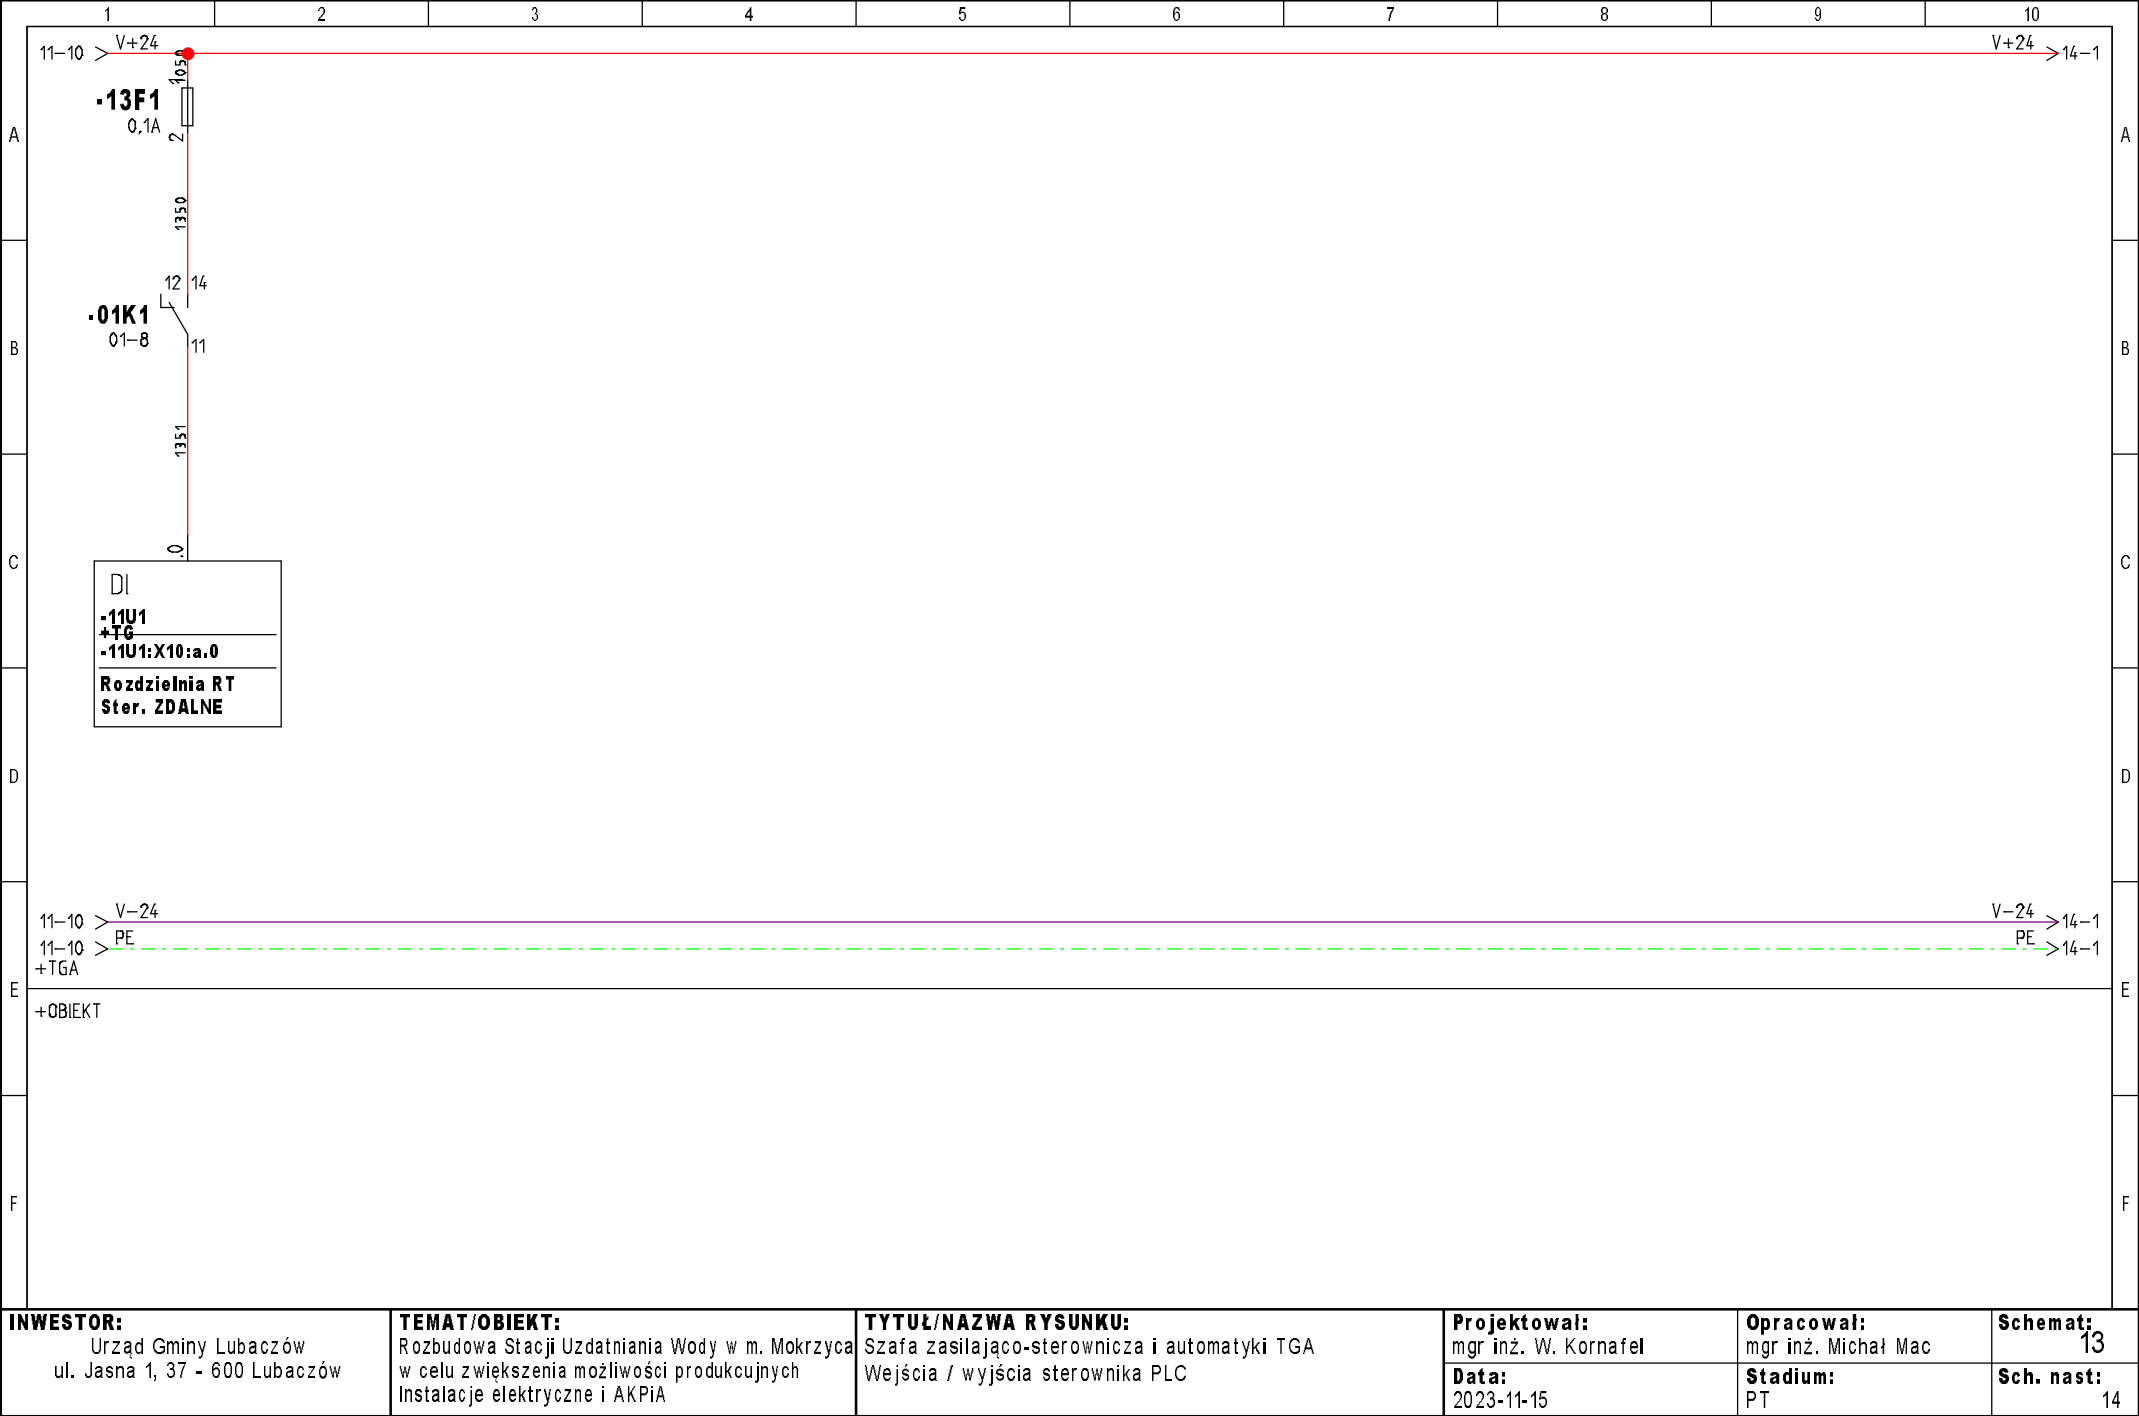 1 2 3 4 5 6 7 8 9 10
11-10 V+24 V+24 14-1
1050
1
-13F1
0,1A
2
A A
1350
12 14
-01K1
01-8
11
B B
1351
.0
C C
DI
-11U1
+TG
-11U1:X10:a.0
Rozdzielnia RT
Ster. ZDALNE
D D
11-10 V-24 V-24 14-1
11-10 PE PE 14-1
+TGA
E E
+OBIEKT
F F
INWESTOR:
Urząd Gminy Lubaczów
ul. Jasna 1, 37 - 600 Lubaczów
TEMAT/OBIEKT:
Rozbudowa Stacji Uzdatniania Wody w m. Mokrzyca
w celu zwiększenia możliwości produkcujnych
Instalacje elektryczne i AKPiA
TYTUŁ/NAZWA RYSUNKU:
Szafa zasilająco-sterownicza i automatyki TGA
Wejścia / wyjścia sterownika PLC
Projektował:
mgr inż. W. Kornafel
Data:
2023-11-15
Opracował:
mgr inż. Michał Mac
Stadium:
PT
Schemat:
13
Sch. nast:
14